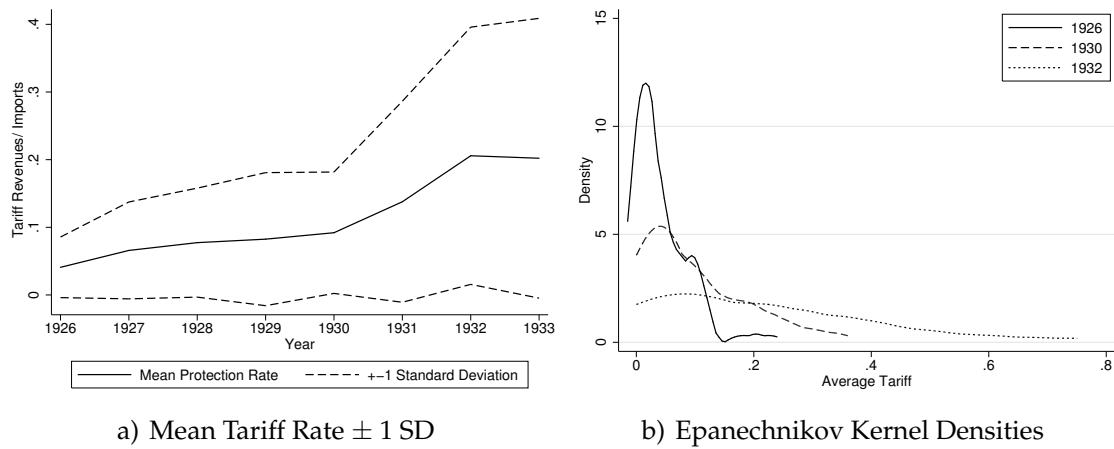 .4
.3
.2
.1
0
Tariff Revenues/ Imports
1926 1927 1928 1929 1930 1931 1932 1933
Year
Mean Protection Rate +−1 Standard Deviation
a) Mean Tariff Rate ± 1 SD
15
10
5
0
Density
1926
1930
1932
0 .2 .4 .6 .8
Average Tariff
b) Epanechnikov Kernel Densities